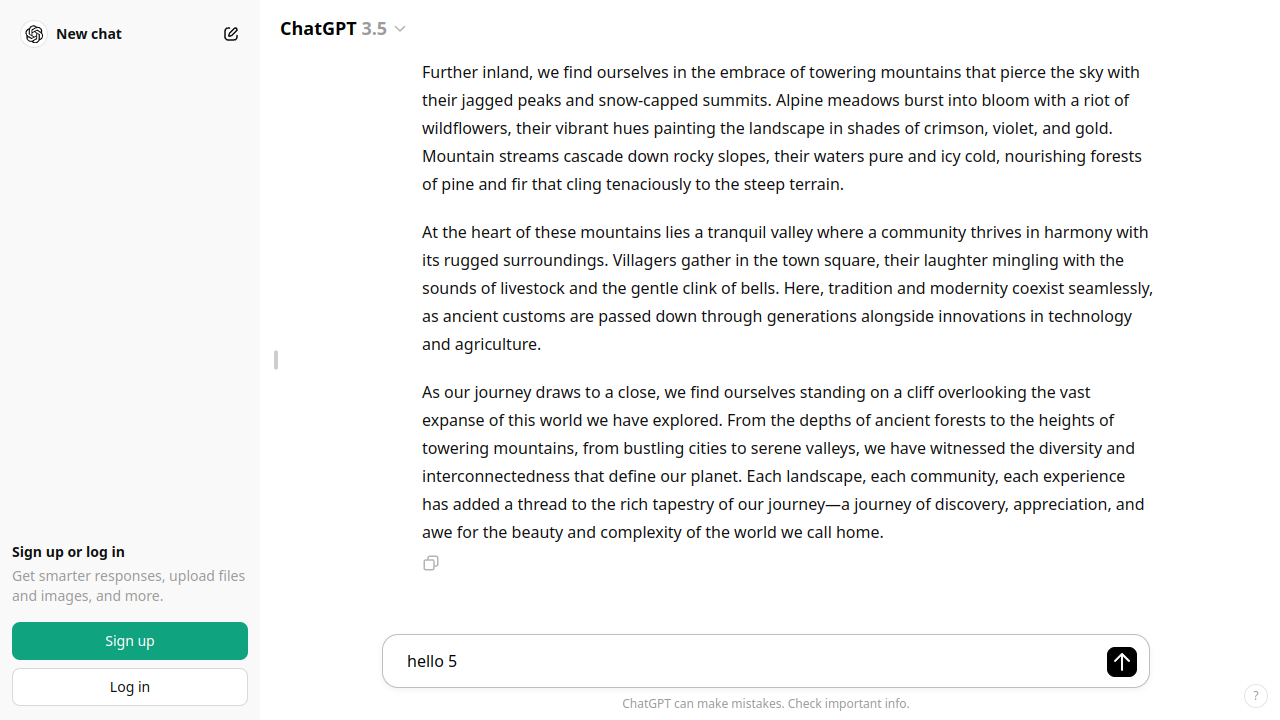 New chat
ChatGPT 3.5
Further inland, we find ourselves in the embrace of towering mountains that pierce the sky with
their jagged peaks and snow-capped summits. Alpine meadows burst into bloom with a riot of
wildflowers, their vibrant hues painting the landscape in shades of crimson, violet, and gold.
Mountain streams cascade down rocky slopes, their waters pure and icy cold, nourishing forests
of pine and fir that cling tenaciously to the steep terrain.
At the heart of these mountains lies a tranquil valley where a community thrives in harmony with
its rugged surroundings. Villagers gather in the town square, their laughter mingling with the
sounds of livestock and the gentle clink of bells. Here, tradition and modernity coexist seamlessly,
as ancient customs are passed down through generations alongside innovations in technology
and agriculture.
As our journey draws to a close, we find ourselves standing on a cliff overlooking the vast
expanse of this world we have explored. From the depths of ancient forests to the heights of
towering mountains, from bustling cities to serene valleys, we have witnessed the diversity and
interconnectedness that define our planet. Each landscape, each community, each experience
has added a thread to the rich tapestry of our journey—a journey of discovery, appreciation, and
awe for the beauty and complexity of the world we call home.
Sign up or log in
Get smarter responses, upload files
and images, and more.
Sign up
Log in
hello 5
ChatGPT can make mistakes. Check important info.
?